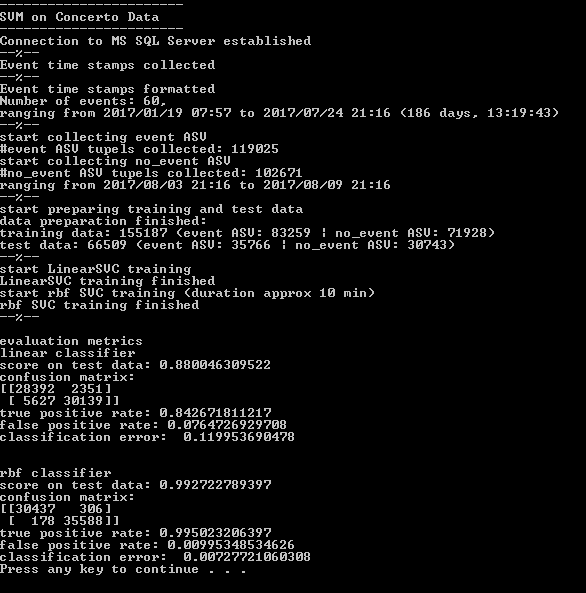 -----------------------
SVM on Concerto Data
-----------------------
Connection to MS SQL Server established
--%--
Event time stamps collected
--%--
Event time stamps formatted
Number of events: 60,
ranging from 2017/01/19 07:57 to 2017/07/24 21:16 (186 days, 13:19:43)
--%--
start collecting event ASV
#event ASV tupels collected: 119025
start collecting no_event ASV
#no_event ASV tupels collected: 102671
ranging from 2017/08/03 21:16 to 2017/08/09 21:16
--%--
start preparing training and test data
data preparation finished:
training data: 155187 (event ASV: 83259 | no_event ASV: 71928)
test data: 66509 (event ASV: 35766 | no_event ASV: 30743)
--%--
start LinearSVC training
LinearSVC training finished
start rbf SVC training (duration approx 10 min)
rbf SVC training finished
--%--
evaluation metrics
linear classifier
score on test data: 0.880046309522
confusion matrix:
[[28392  2351]
 [ 5627 30139]]
true positive rate: 0.842671811217
false positive rate: 0.0764726929708
classification error:  0.119953690478
rbf classifier
score on test data: 0.992722789397
confusion matrix:
[[30437   306]
 [  178 35588]]
true positive rate: 0.995023206397
false positive rate: 0.00995348534626
classification error:  0.00727721060308
Press any key to continue . . .